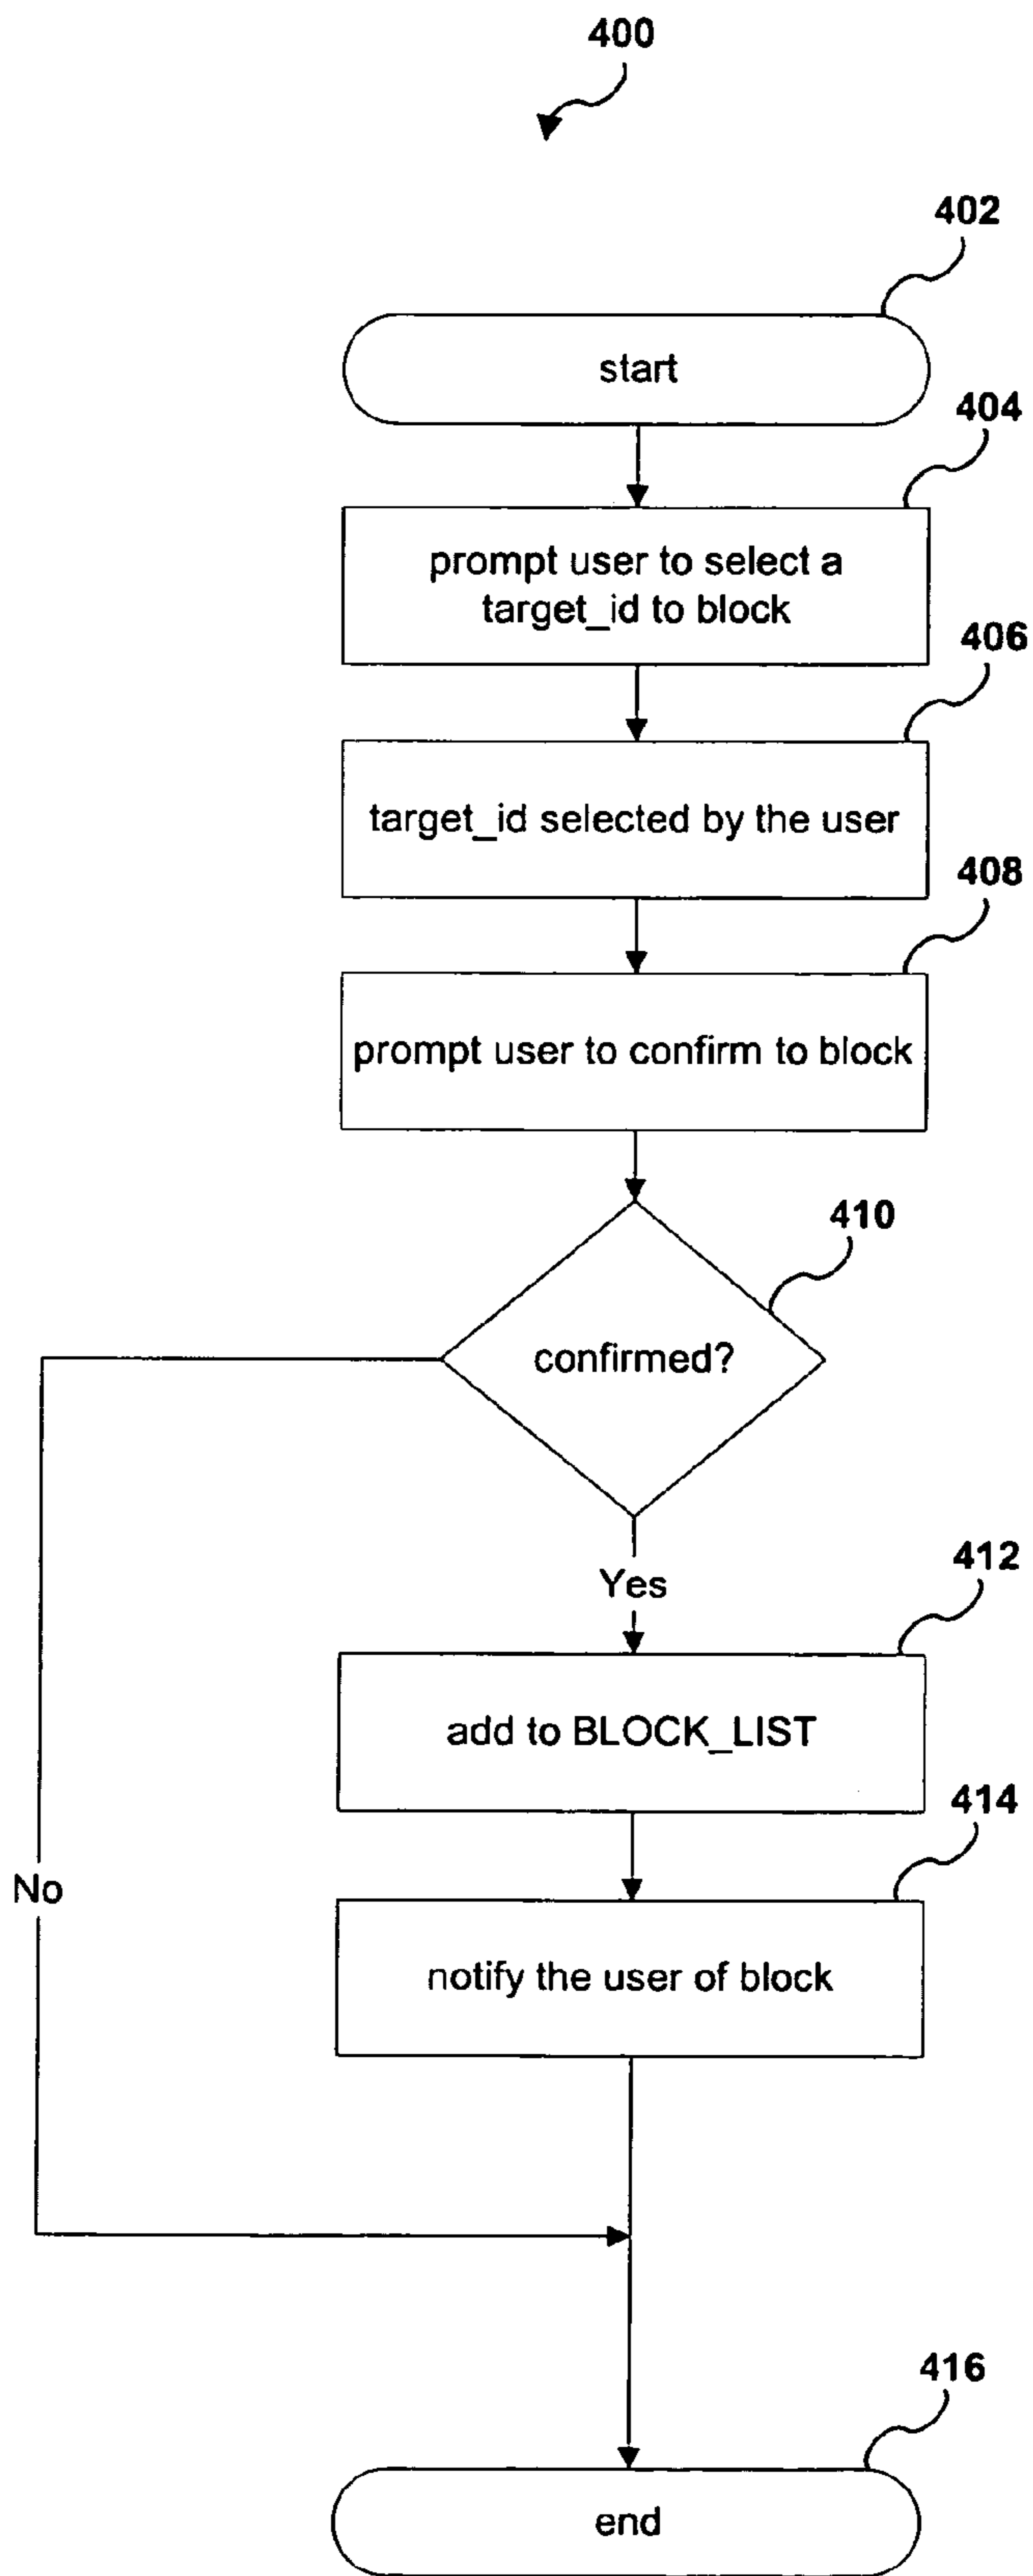 400
402
start
404
prompt user to select a
target_id to block
406
target_id selected by the user
408
prompt user to confirm to block
410
confirmed?
Yes
412
add to BLOCK_LIST
414
No
notify the user of block
416
end